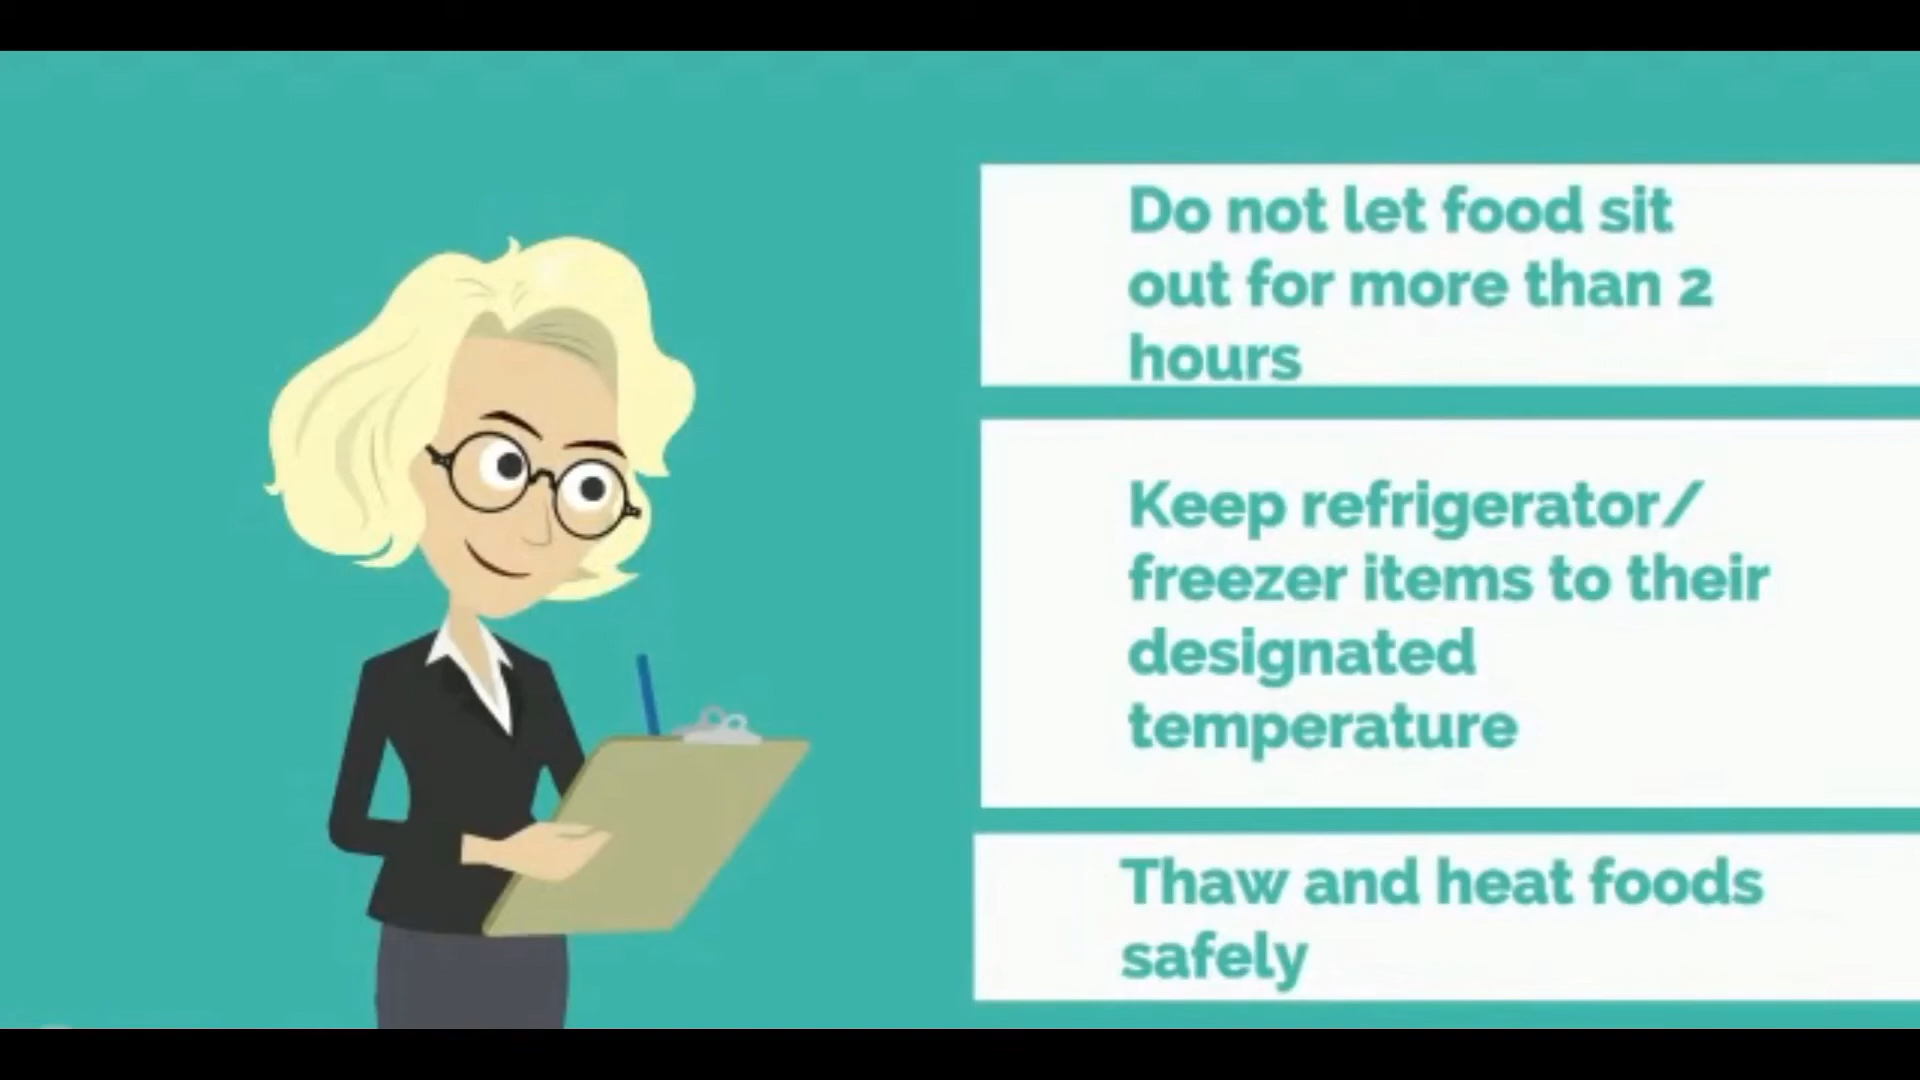 Do not let food sit
out for more than 2
hours
Keep refrigerator/
freezer items to their
designated
temperature
Thaw and heat foods
safely